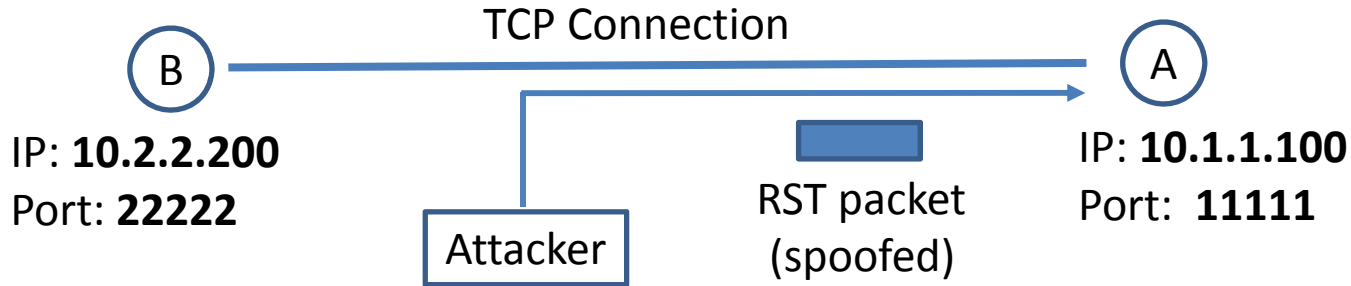 TCP Connection
B
A
IP: 10.2.2.200
Port: 22222
Attacker
RST packet
(spoofed)
IP: 10.1.1.100
Port: 11111